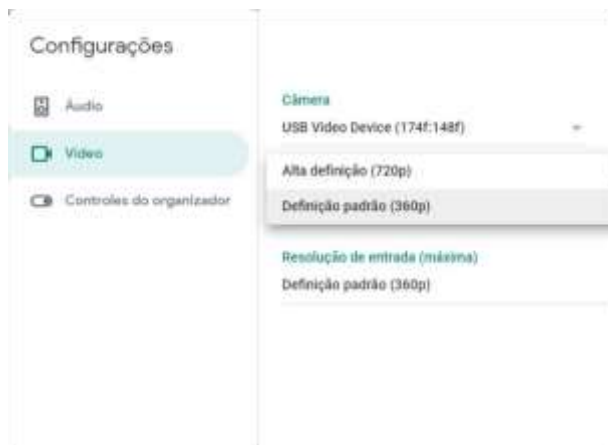 Configurações
Áudio
Vídeo
Controles do organizador
Câmera
USB Video Device (174f:148f)
Alta definição (720p)
Definição padrão (360p)
Resolução de entrada (máxima)
Definição padrão (360p)